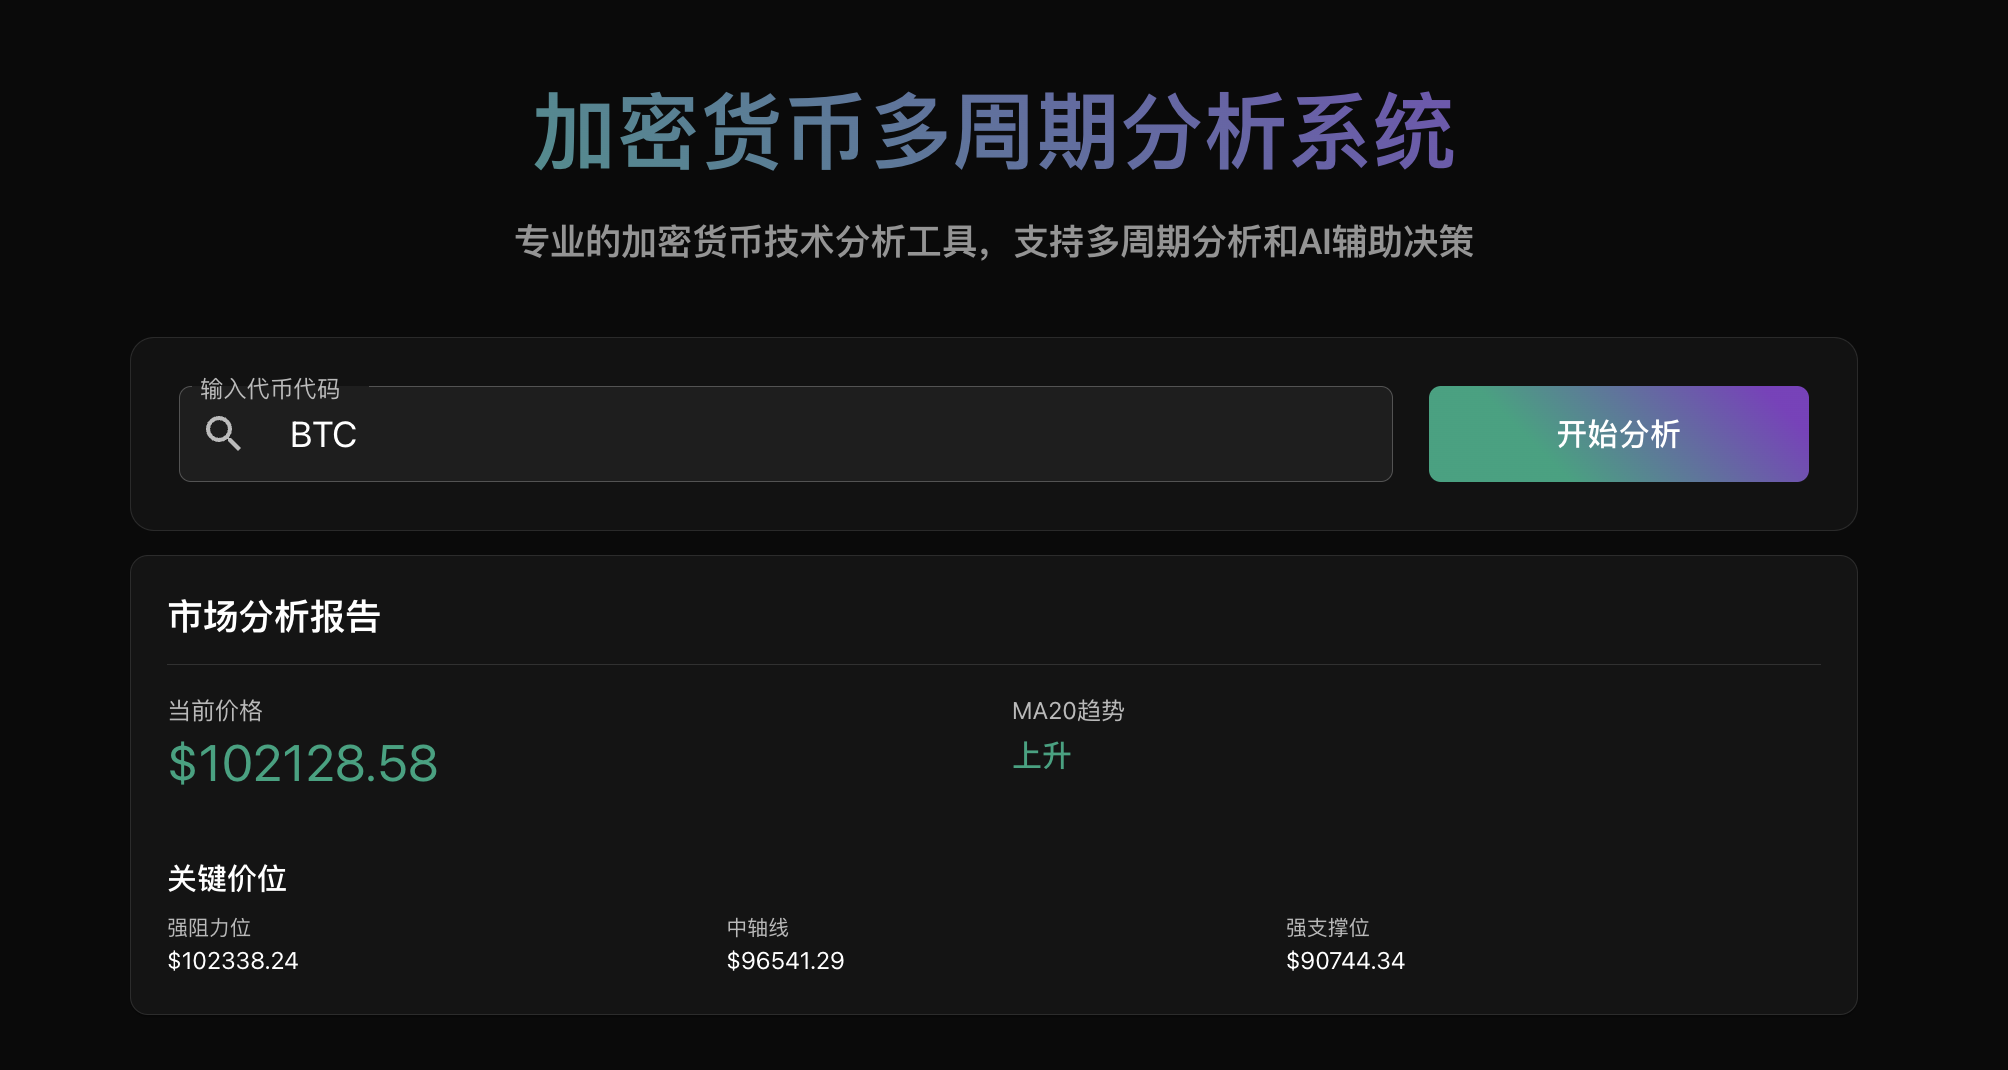 加密货币多周期分析系统
专业的加密货币技术分析工具，支持多周期分析和AI辅助决策
输入代币代码
BTC
开始分析
市场分析报告
当前价格
$102128.58
MA20趋势
上升
关键价位
强阻力位
$102338.24
中轴线
$96541.29
强支撑位
$90744.34